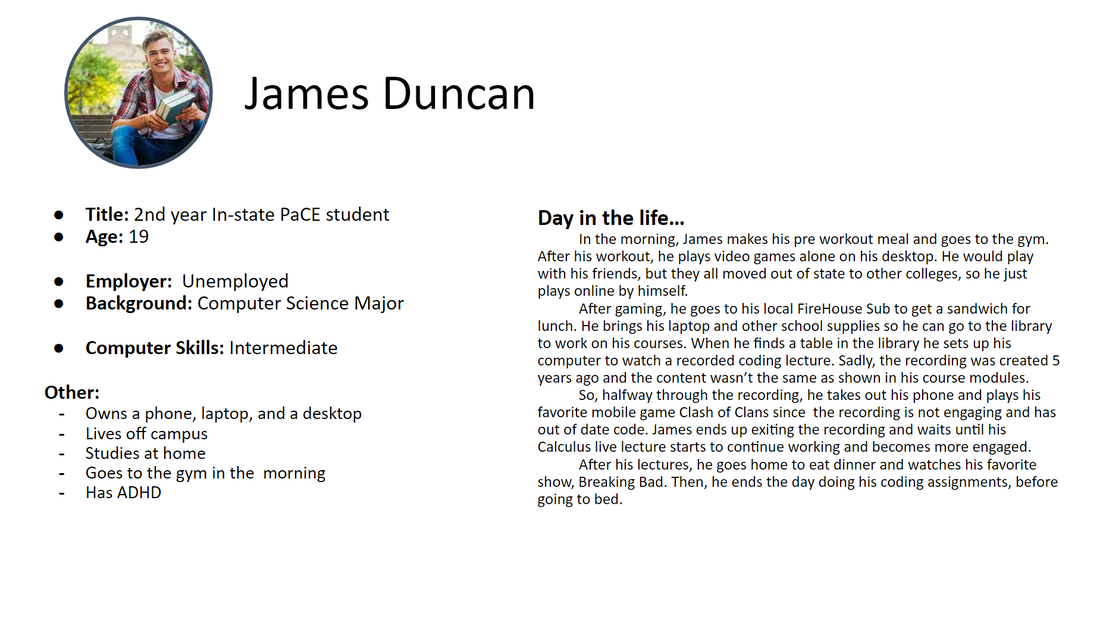 James Duncan
● Title: 2nd year In-state PaCE student
● Age: 19
● Employer:  Unemployed
● Background: Computer Science Major
● Computer Skills: Intermediate
Other:
- Owns a phone, laptop, and a desktop
- Lives off campus
- Studies at home
- Goes to the gym in the  morning
- Has ADHD
Day in the life...
In the morning, James makes his pre workout meal and goes to the gym.
After his workout, he plays video games alone on his desktop. He would play
with his friends, but they all moved out of state to other colleges, so he just
plays online by himself.
After gaming, he goes to his local FireHouse Sub to get a sandwich for
lunch. He brings his laptop and other school supplies so he can go to the library
to work on his courses. When he finds a table in the library he sets up his
computer to watch a recorded coding lecture. Sadly, the recording was created 5
years ago and the content wasn't the same as shown in his course modules.
So, halfway through the recording, he takes out his phone and plays his
favorite mobile game Clash of Clans since  the recording is not engaging and has
out of date code. James ends up exiting the recording and waits until his
Calculus live lecture starts to continue working and becomes more engaged.
After his lectures, he goes home to eat dinner and watches his favorite
show, Breaking Bad. Then, he ends the day doing his coding assignments, before
going to bed.